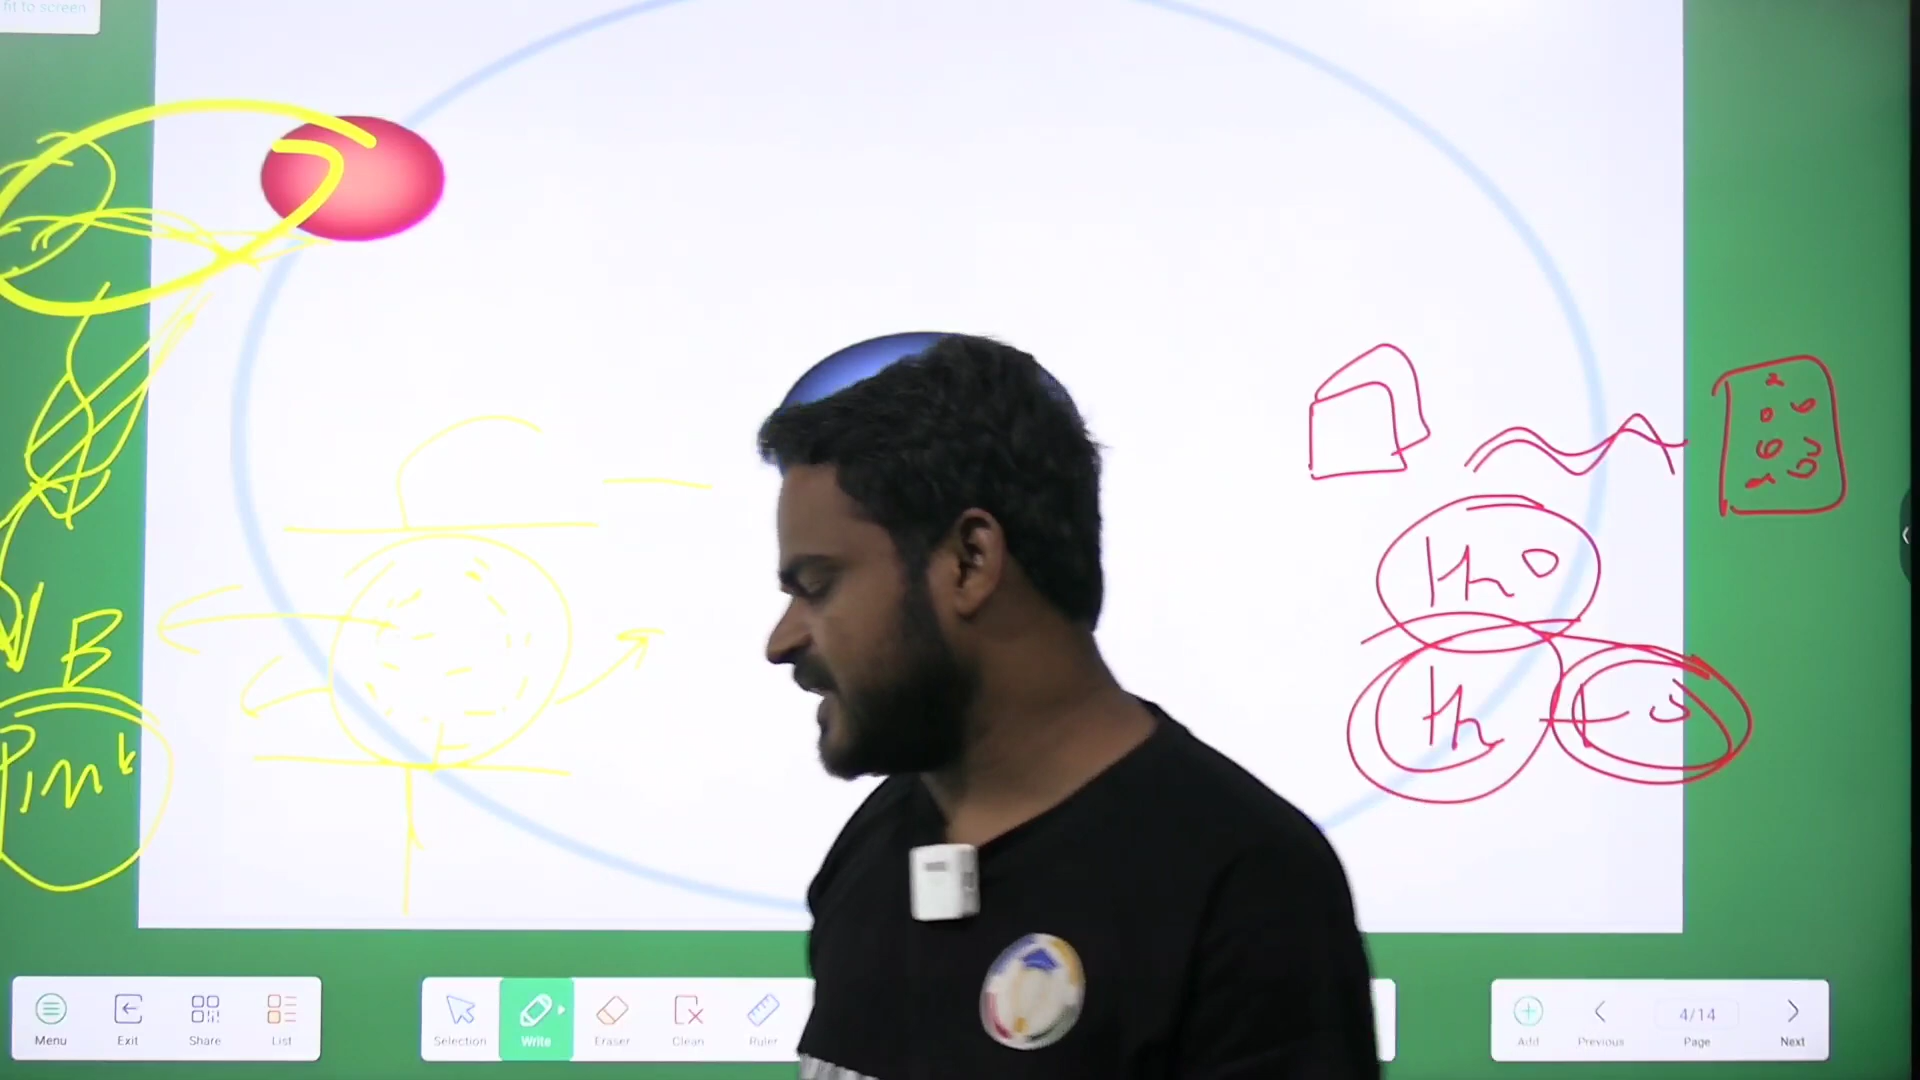 fit to screen
B
Pink
Menu
Exit
Share
List
Selection
Write
Eraser
Clean
Ruler
Add
Previous
4/14
Page
Next